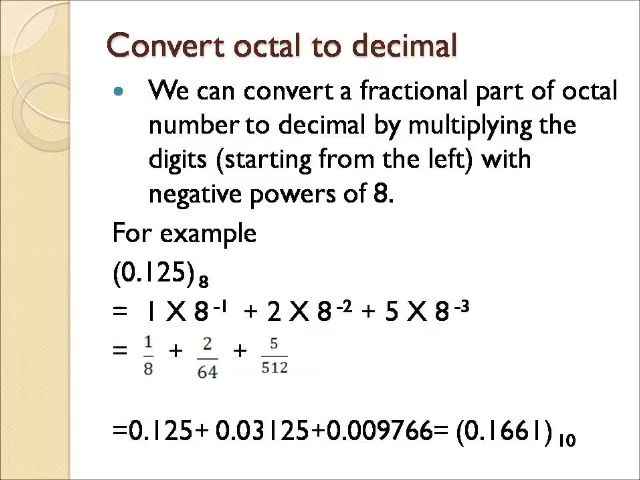 Convert octal to decimal
• We can convert a fractional part of octal
number to decimal by multiplying the
digits (starting from the left) with
negative powers of 8.
For example
(0.125)₈
= 1 X 8⁻¹ + 2 X 8⁻² + 5 X 8⁻³
= 1/8 + 2/64 + 5/512
=0.125+ 0.03125+0.009766= (0.1661)₁₀